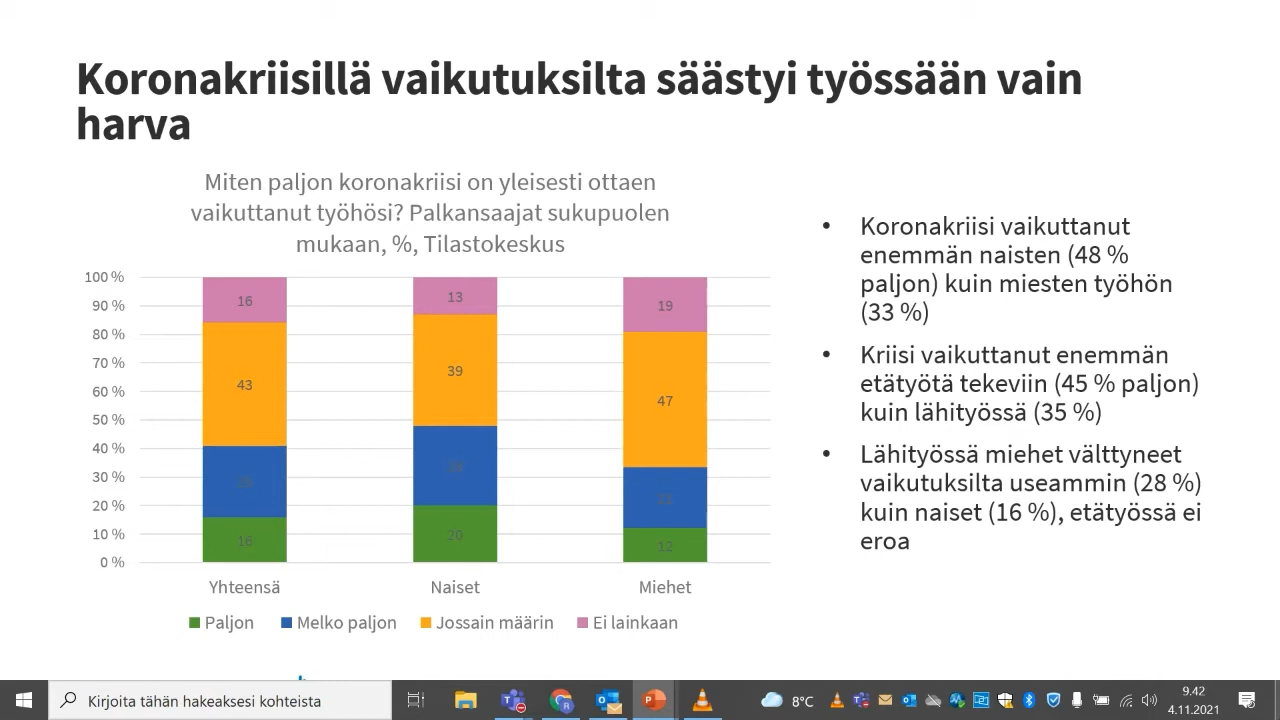 Koronakriisillä vaikutuksilta säästyi työssään vain
harva
Miten paljon koronakriisi on yleisesti ottaen
vaikuttanut työhösi? Palkansaajat sukupuolen
mukaan, %, Tilastokeskus
100 %
90 %
80 %
70 %
60 %
50 %
40 %
30 %
20 %
10 %
0 %
16
13
19
43
39
47
16
20
12
Yhteensä
Naiset
Miehet
Paljon
Melko paljon
Jossain määrin
Ei lainkaan
• Koronakriisi vaikuttanut
enemmän naisten (48 %
paljon) kuin miesten työhön
(33 %)
• Kriisi vaikuttanut enemmän
etätyötä tekeviin (45 % paljon)
kuin lähityössä (35 %)
• Lähityössä miehet välttyneet
vaikutuksilta useammin (28 %)
kuin naiset (16 %), etätyössä ei
eroa
Kirjoita tähän hakeaksesi kohteista
8°C
9.42
4.11.2021